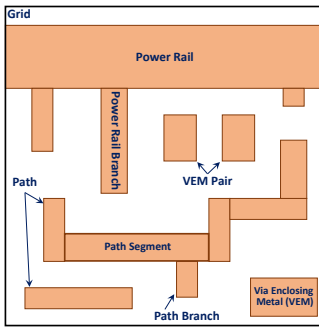 Grid
Power Rail
Power Rail Branch
VEM Pair
Path
Path Segment
Via Enclosing
Metal (VEM)
Path Branch